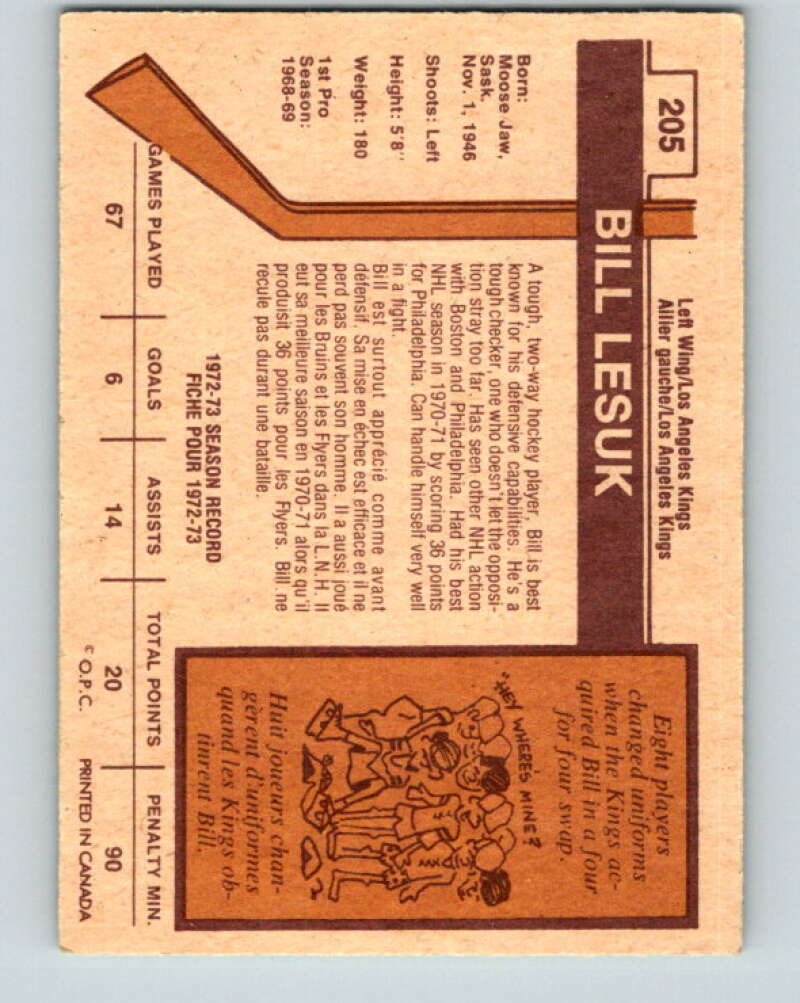 205
Left Wing/Los Angeles Kings
Ailier gauche/Los Angeles Kings
BILL LESUK
Born:
Moose Jaw,
Sask.
Nov. 1, 1946
Shoots: Left
Height: 5'8"
Weight: 180
1st Pro
Season:
1968-69
A tough, two-way hockey player, Bill is best
known for his defensive capabilities. He's a
tough checker, one who doesn't let the opposi-
tion stray too far. Has seen other NHL action
with Boston and Philadelphia. Had his best
NHL season in 1970-71 by scoring 36 points
for Philadelphia. Can handle himself very well
in a fight.
Bill est surtout apprécié comme avant
défensif. Sa mise en échec est efficace et il ne
perd pas souvent son homme. Il a aussi joué
pour les Bruins et les Flyers dans la L.N.H. Il
eut sa meilleure saison en 1970-71 alors qu'il
produisit 36 points pour les Flyers. Bill ne
recule pas durant une bataille.
Eight players
changed uniforms
when the Kings ac-
quired Bill in a four
for four swap.
"HEY WHERE'S MINE?
Huit joueurs chan-
gèrent d'uniformes
quand les Kings ob-
tinrent Bill.
1972-73 SEASON RECORD
FICHE POUR 1972-73
GAMES PLAYED GOALS ASSISTS TOTAL POINTS PENALTY MIN.
67 6 14 20 90
© O.P.C. PRINTED IN CANADA